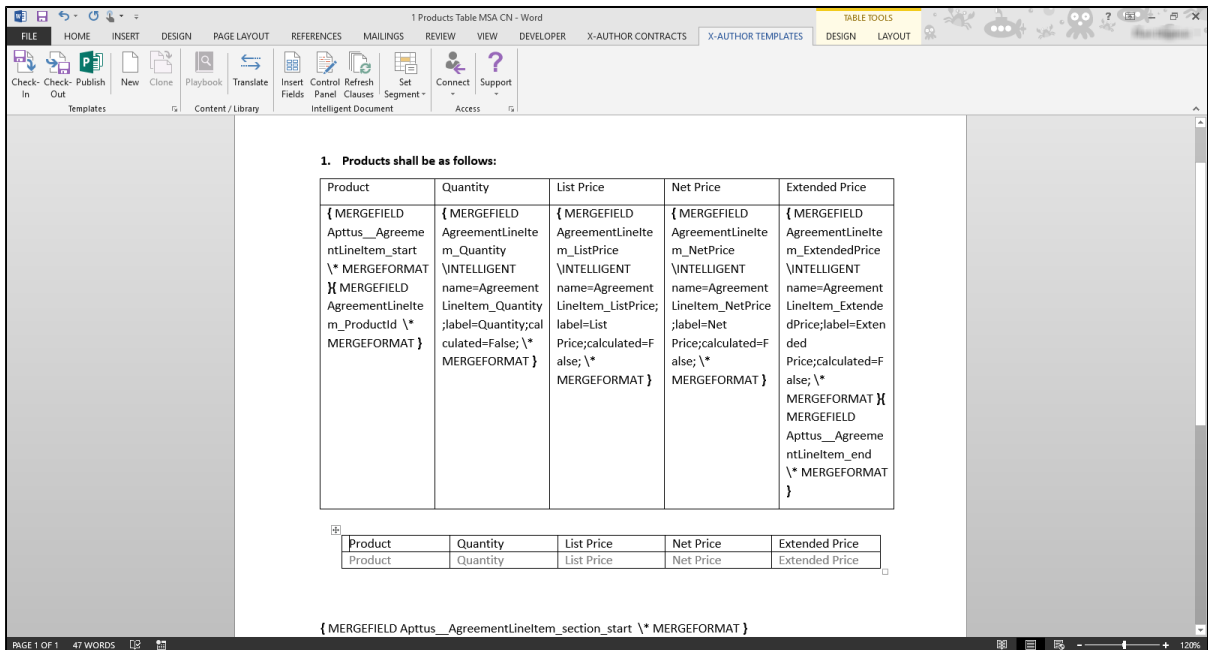 1 Products Table MSA CN - Word
TABLE TOOLS
FILE HOME INSERT DESIGN PAGE LAYOUT REFERENCES MAILINGS REVIEW VIEW DEVELOPER X-AUTHOR CONTRACTS X-AUTHOR TEMPLATES DESIGN LAYOUT
Check- Check- Publish New Clone Playbook Translate Insert Control Refresh Set Connect Support
In Out Fields Panel Clauses Segment
Templates Content / Library Intelligent Document Access
1. Products shall be as follows:
Product Quantity List Price Net Price Extended Price
{ MERGEFIELD
Apttus__Agreeme
ntLineItem_start
\* MERGEFORMAT
}{ MERGEFIELD
AgreementLineIte
m_ProductId \*
MERGEFORMAT }
{ MERGEFIELD
AgreementLineIte
m_Quantity
\INTELLIGENT
name=Agreement
LineItem_Quantity
;label=Quantity;cal
culated=False; \*
MERGEFORMAT }
{ MERGEFIELD
AgreementLineIte
m_ListPrice
\INTELLIGENT
name=Agreement
LineItem_ListPrice;
label=List
Price;calculated=F
alse; \*
MERGEFORMAT }
{ MERGEFIELD
AgreementLineIte
m_NetPrice
\INTELLIGENT
name=Agreement
LineItem_NetPrice
;label=Net
Price;calculated=F
alse; \*
MERGEFORMAT }
{ MERGEFIELD
AgreementLineIte
m_ExtendedPrice
\INTELLIGENT
name=Agreement
LineItem_Extende
dPrice;label=Exten
ded
Price;calculated=F
alse; \*
MERGEFORMAT }{
MERGEFIELD
Apttus__Agreeme
ntLineItem_end
\* MERGEFORMAT
}
Product Quantity List Price Net Price Extended Price
Product Quantity List Price Net Price Extended Price
{ MERGEFIELD Apttus__AgreementLineItem_section_start \* MERGEFORMAT }
PAGE 1 OF 1 47 WORDS 120%